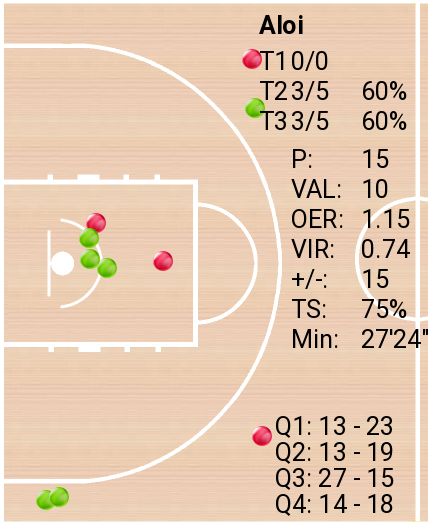 Aloi
T1 0/0
T2 3/5 60%
T3 3/5 60%
P: 15
VAL: 10
OER: 1.15
VIR: 0.74
+/-: 15
TS: 75%
Min: 27'24"
Q1: 13 - 23
Q2: 13 - 19
Q3: 27 - 15
Q4: 14 - 18